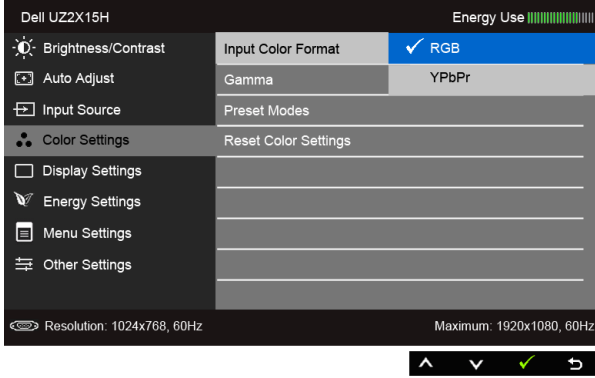 Dell UZ2X15H Energy Use
Brightness/Contrast Input Color Format RGB
Auto Adjust Gamma YPbPr
Input Source Preset Modes
Color Settings Reset Color Settings
Display Settings
Energy Settings
Menu Settings
Other Settings
Resolution: 1024x768, 60Hz Maximum: 1920x1080, 60Hz